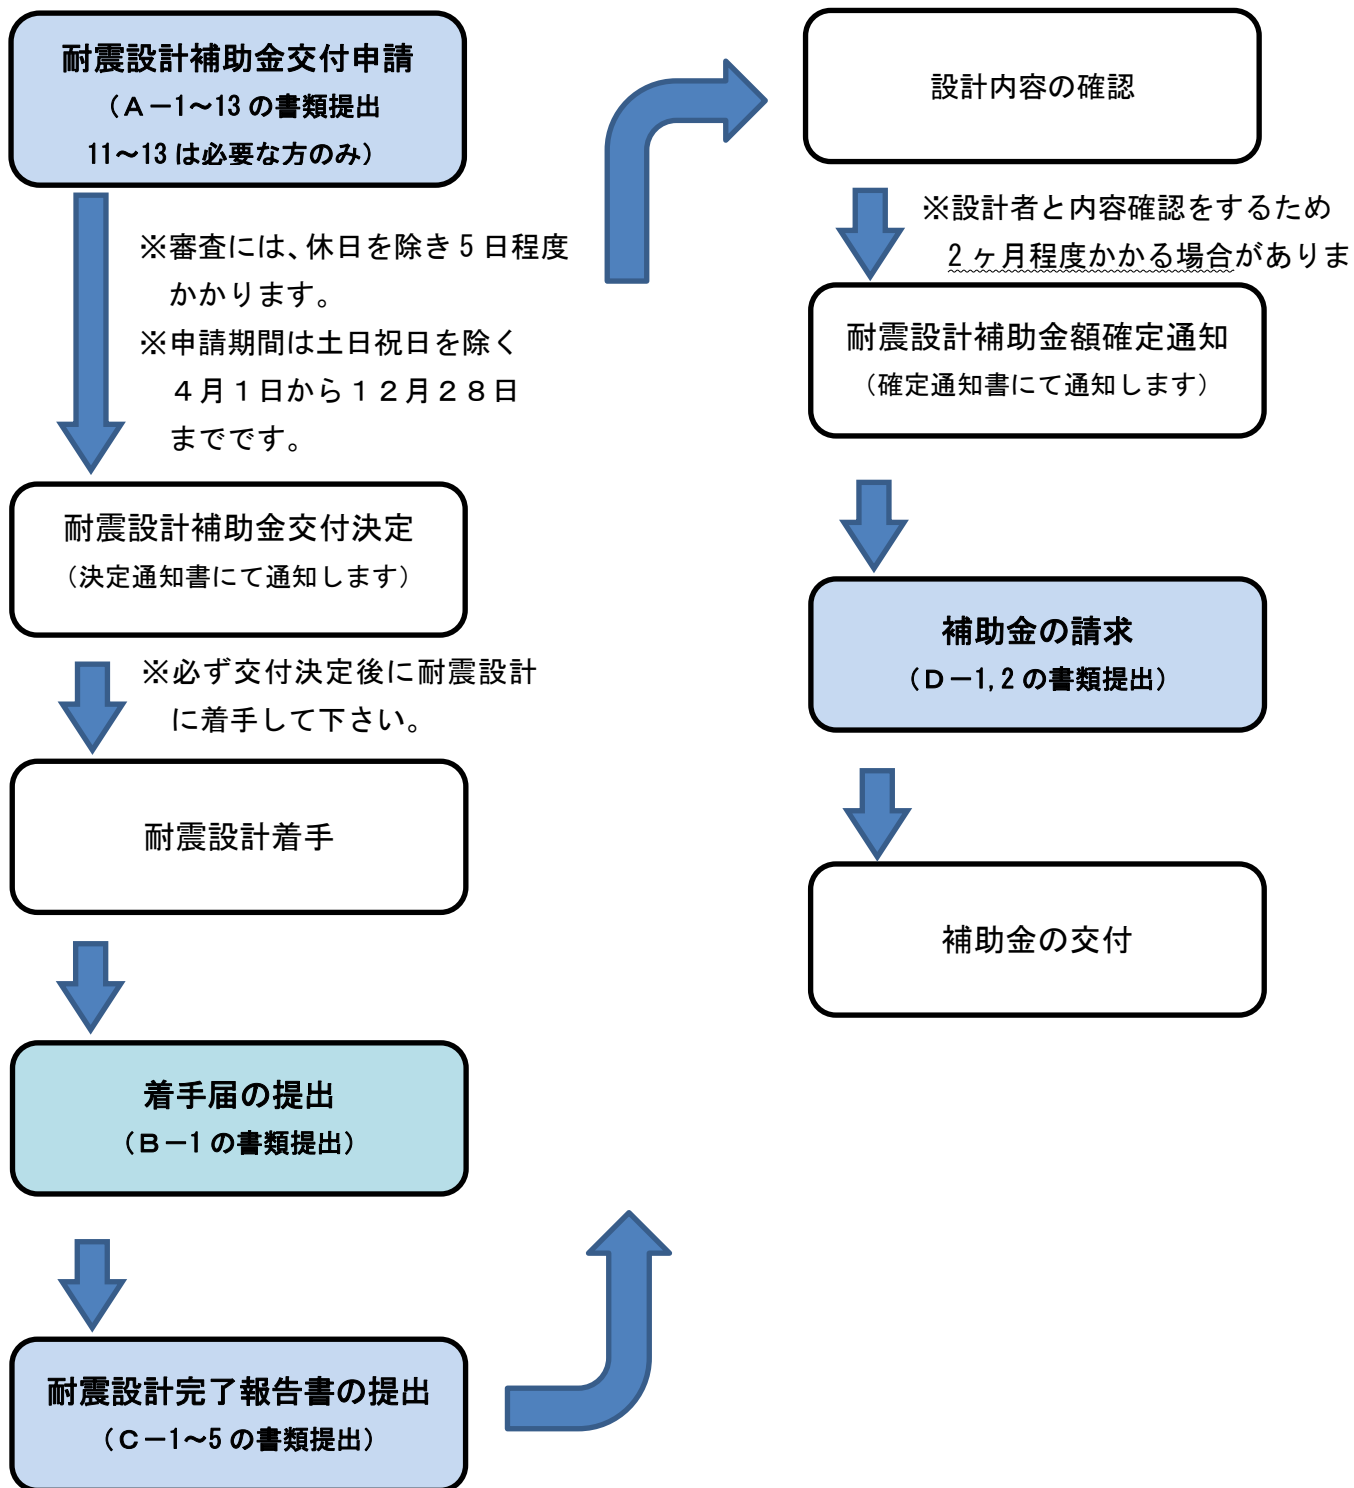 耐震設計補助金交付申請
（Ａ－1～13 の書類提出
11～13 は必要な方のみ）
※審査には、休日を除き 5 日程度
かかります。
※申請期間は土日祝日を除く
４月１日から１２月２８日
までです。
耐震設計補助金交付決定
（決定通知書にて通知します）
※必ず交付決定後に耐震設計
に着手して下さい。
耐震設計着手
着手届の提出
（Ｂ－1 の書類提出）
耐震設計完了報告書の提出
（Ｃ－1～5 の書類提出）
設計内容の確認
※設計者と内容確認をするため
2 ヶ月程度かかる場合がありま
耐震設計補助金額確定通知
（確定通知書にて通知します）
補助金の請求
（Ｄ－1,2 の書類提出）
補助金の交付